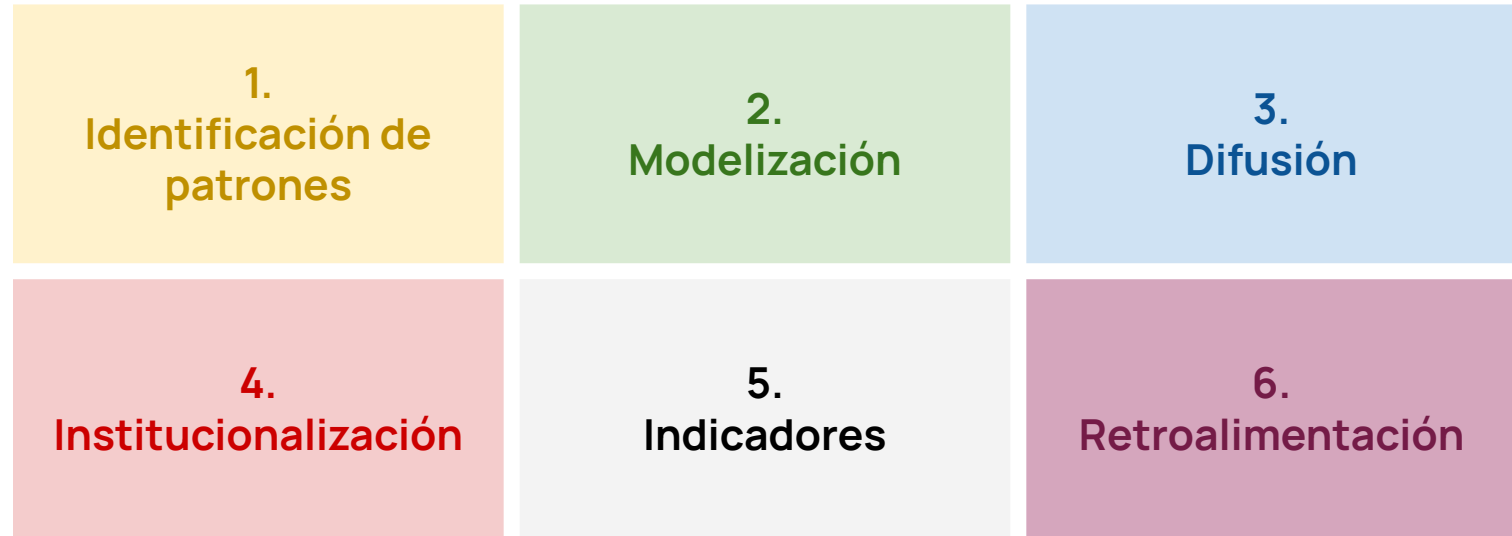 1.
Identificación de
patrones
2.
Modelización
3.
Difusión
4.
Institucionalización
5.
Indicadores
6.
Retroalimentación